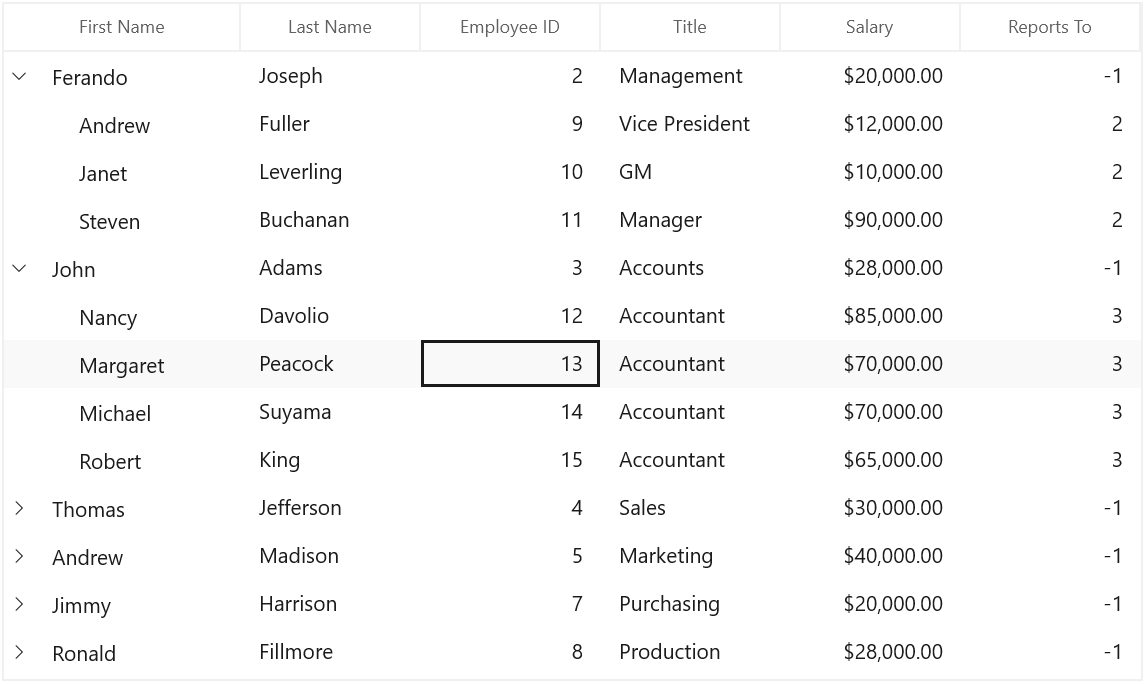 First Name Last Name Employee ID Title Salary Reports To
Ferando Joseph 2 Management $20,000.00 -1
Andrew Fuller 9 Vice President $12,000.00 2
Janet Leverling 10 GM $10,000.00 2
Steven Buchanan 11 Manager $90,000.00 2
John Adams 3 Accounts $28,000.00 -1
Nancy Davolio 12 Accountant $85,000.00 3
Margaret Peacock 13 Accountant $70,000.00 3
Michael Suyama 14 Accountant $70,000.00 3
Robert King 15 Accountant $65,000.00 3
Thomas Jefferson 4 Sales $30,000.00 -1
Andrew Madison 5 Marketing $40,000.00 -1
Jimmy Harrison 7 Purchasing $20,000.00 -1
Ronald Fillmore 8 Production $28,000.00 -1